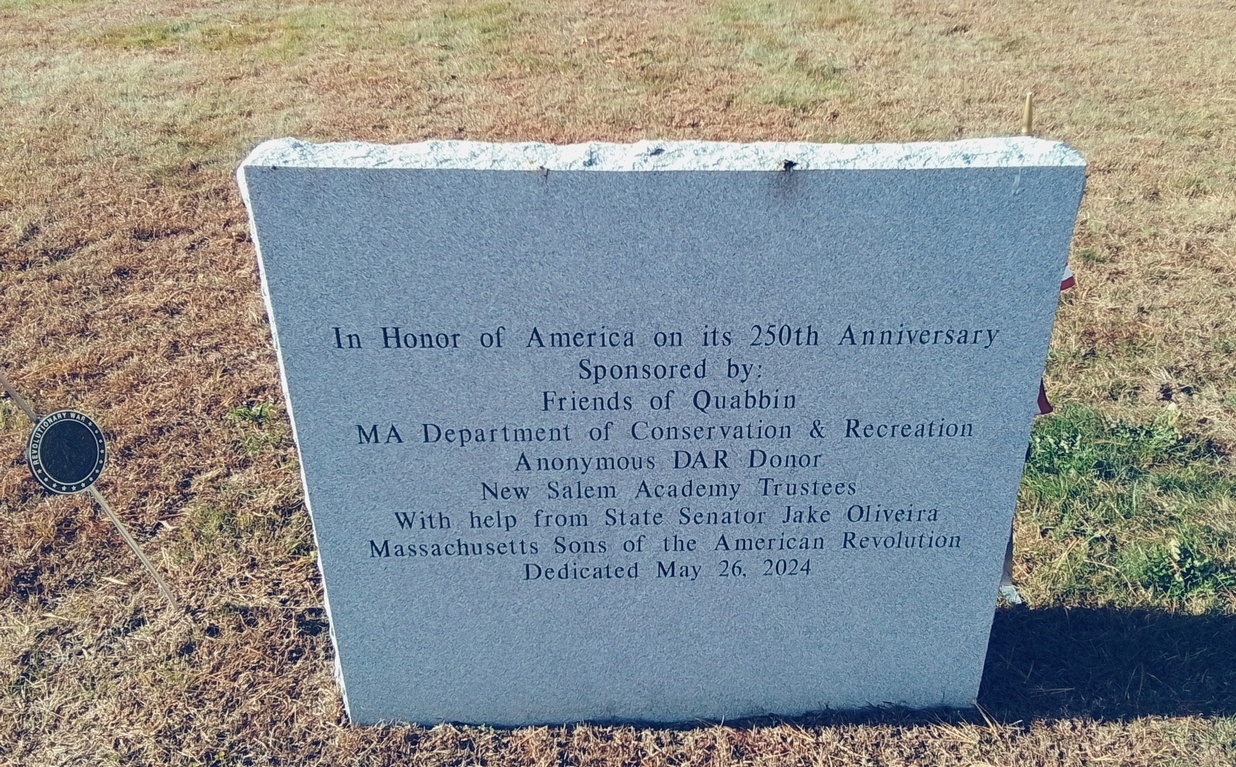 In Honor of America on its 250th Anniversary
Sponsored by:
Friends of Quabbin
MA Department of Conservation & Recreation
Anonymous DAR Donor
New Salem Academy Trustees
With help from State Senator Jake Oliveira
Massachusetts Sons of the American Revolution
Dedicated May 26, 2024
REVOLUTIONARY WAR